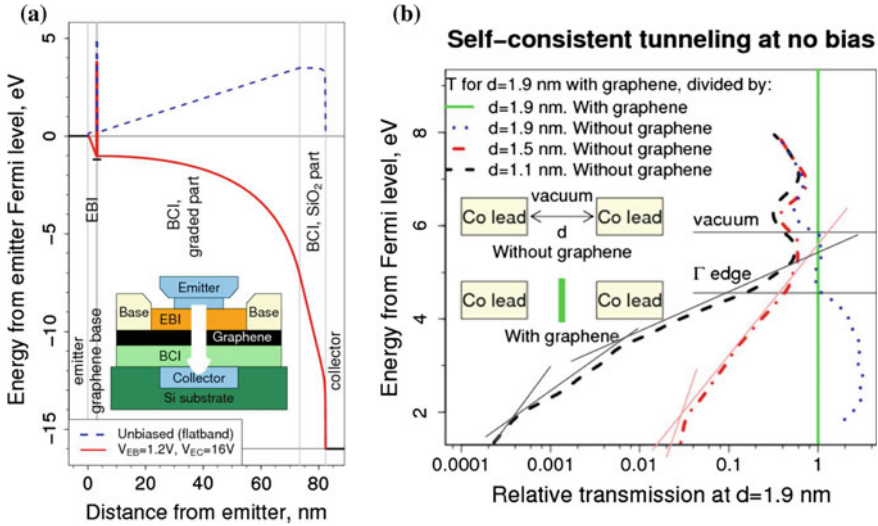 (a)
Energy from emitter Fermi level, eV
5
0
−5
−10
−16
emitter
graphene base
EBI
BCI,
graded part
BCI, SiO2 part
collector
Emitter
Base
Base
EBI
Graphene
BCI
Collector
Si substrate
Unbiased (flatband)
VEB=1.2V, VEC=16V
0
20
40
60
80
Distance from emitter, nm
(b)
Self−consistent tunneling at no bias
Energy from Fermi level, eV
8
6
4
2
T for d=1.9 nm with graphene, divided by:
d=1.9 nm. With graphene
d=1.9 nm. Without graphene
d=1.5 nm. Without graphene
d=1.1 nm. Without graphene
Co lead
vacuum
d
Co lead
Without graphene
Co lead
Co lead
With graphene
vacuum
Γ edge
0.0001
0.001
0.01
0.1
1
Relative transmission at d=1.9 nm